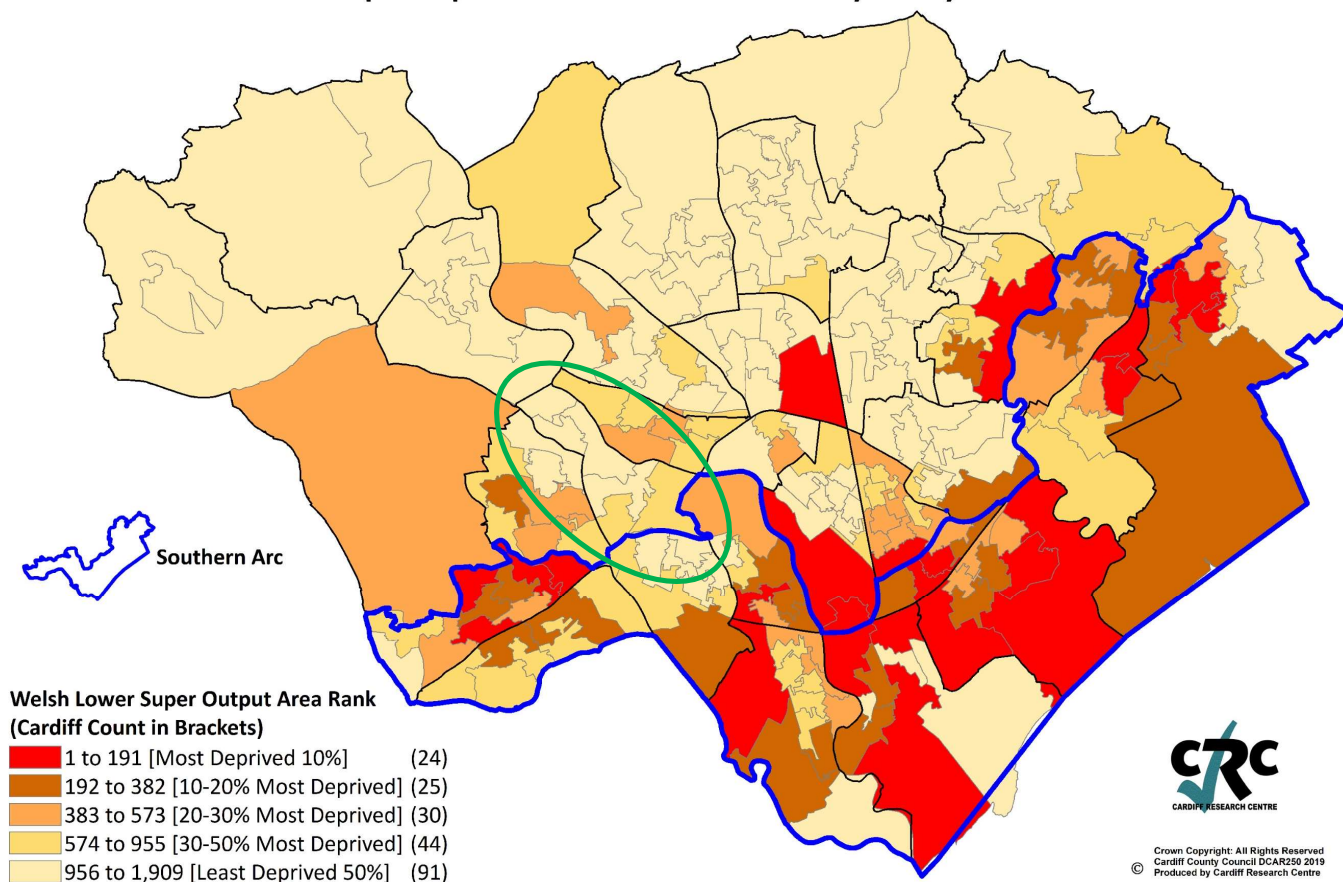 Southern Arc
Welsh Lower Super Output Area Rank
(Cardiff Count in Brackets)
1 to 191 [Most Deprived 10%] (24)
192 to 382 [10-20% Most Deprived] (25)
383 to 573 [20-30% Most Deprived] (30)
574 to 955 [30-50% Most Deprived] (44)
956 to 1,909 [Least Deprived 50%] (91)
CRC
CARDIFF RESEARCH CENTRE
Crown Copyright: All Rights Reserved
Cardiff County Council DCAR250 2019
© Produced by Cardiff Research Centre